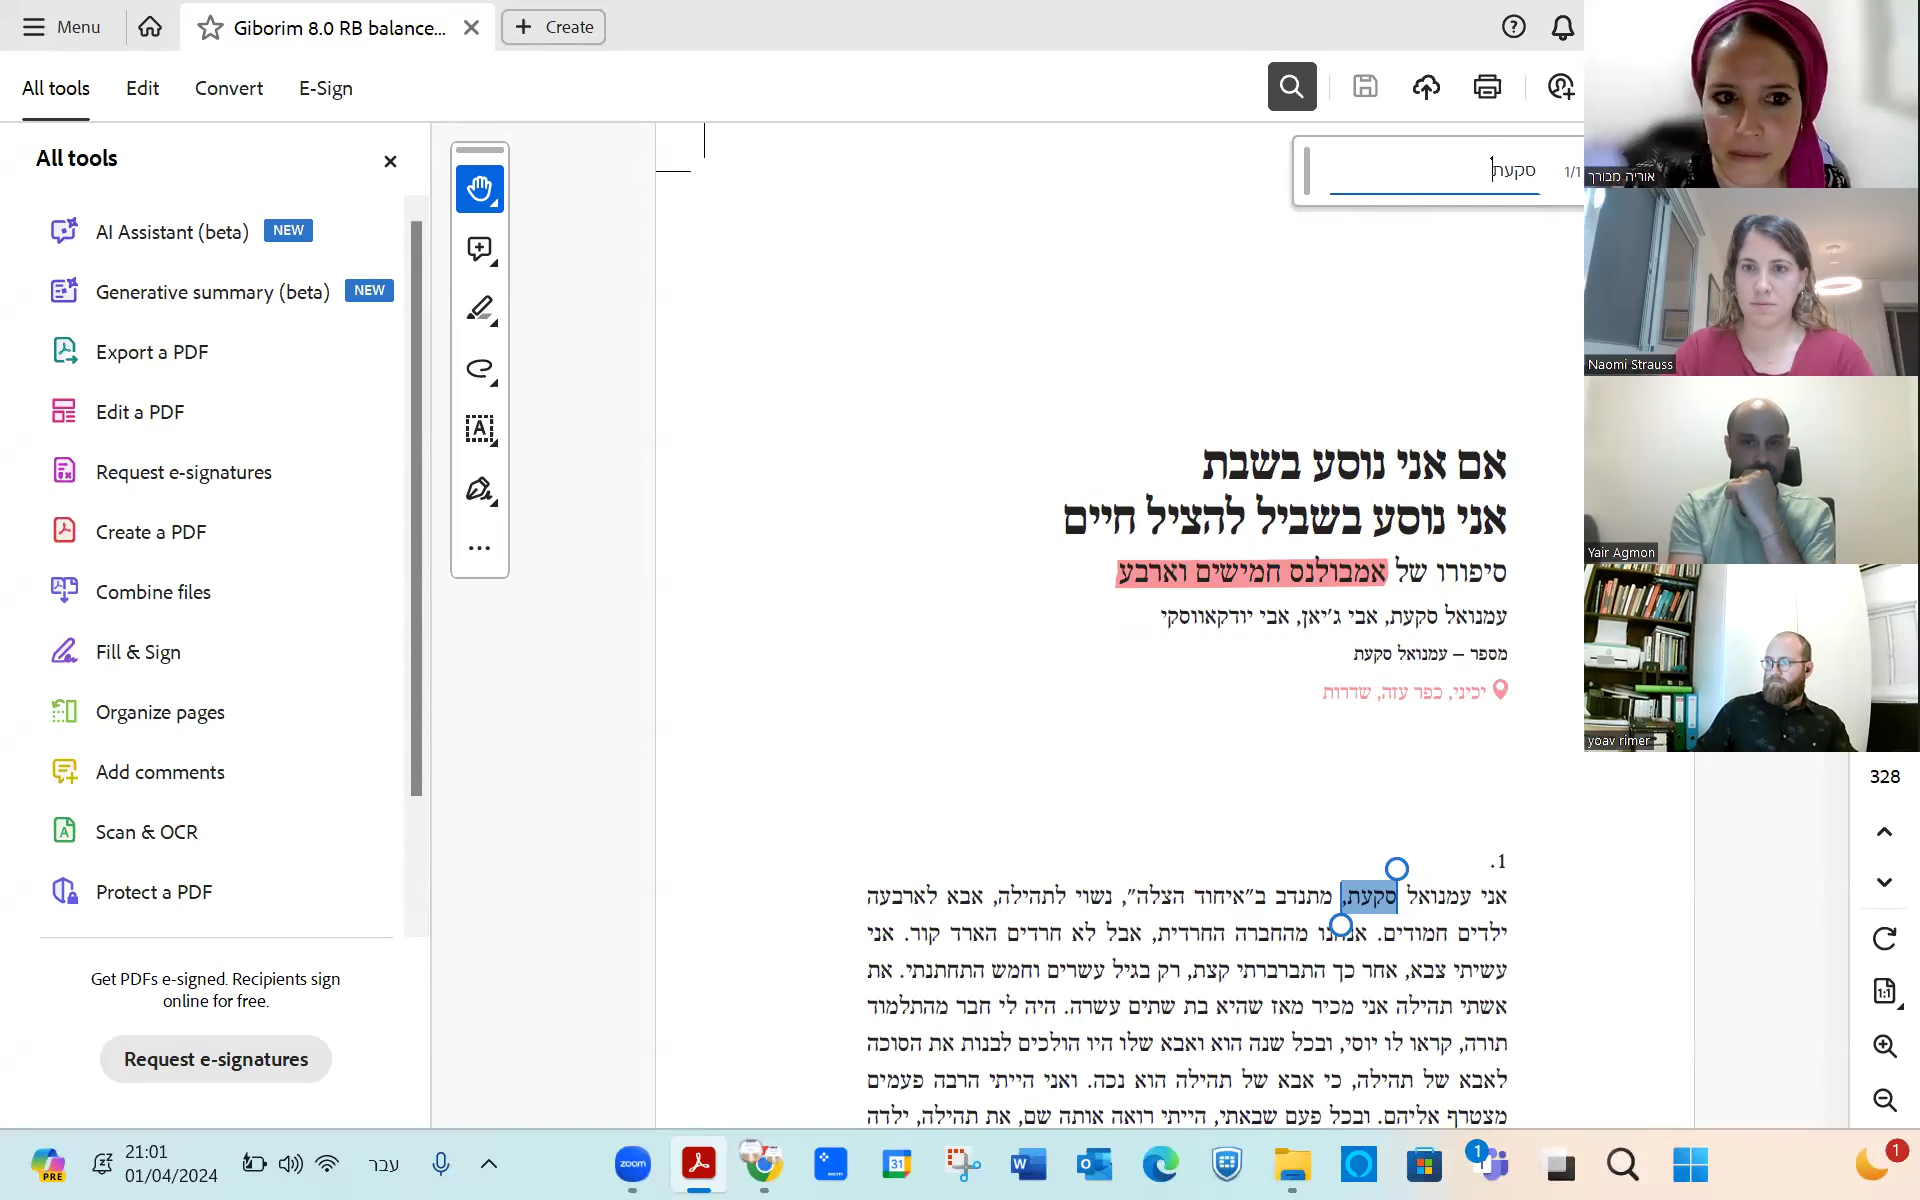 Menu
Giborim 8.0 RB balance...
Create
All tools
Edit
Convert
E-Sign
All tools
AI Assistant (beta) NEW
Generative summary (beta) NEW
Export a PDF
Edit a PDF
Request e-signatures
Create a PDF
Combine files
Fill & Sign
Organize pages
Add comments
Scan & OCR
Protect a PDF
Get PDFs e-signed. Recipients sign
online for free.
Request e-signatures
סקעת
1/1
אם אני נוסע בשבת
אני נוסע בשביל להציל חיים
סיפורו של אמבולנס חמישים וארבע
עמנואל סקעת, אבי ג׳יאן, אבי יודקאווסקי
מספר – עמנואל סקעת
יכיני, כפר עזה, שדרות
1.
אני עמנואל סקעת, מתנדב ב״איחוד הצלה״, נשוי לתהילה, אבא לארבעה
ילדים חמודים. אנחנו מהחברה החרדית, אבל לא חרדים הארד קור. אני
עשיתי צבא, אחר כך התברברתי קצת, רק בגיל עשרים וחמש התחתנתי. את
אשתי תהילה אני מכיר מאז שהיא בת שתים עשרה. היה לי חבר מהתלמוד
תורה, קראו לו יוסי, ובכל שנה הוא ואבא שלו היו הולכים לבנות את הסוכה
לאבא של תהילה, כי אבא של תהילה הוא נכה. ואני הייתי הרבה פעמים
מצטרף אליהם. ובכל פעם שבאתי, הייתי רואה אותה שם, את תהילה, ילדה
אוריה מבורך
Naomi Strauss
Yair Agmon
yoav rimer
328
1:1
PRE
21:01
01/04/2024
עבר
zoom
31
1
1